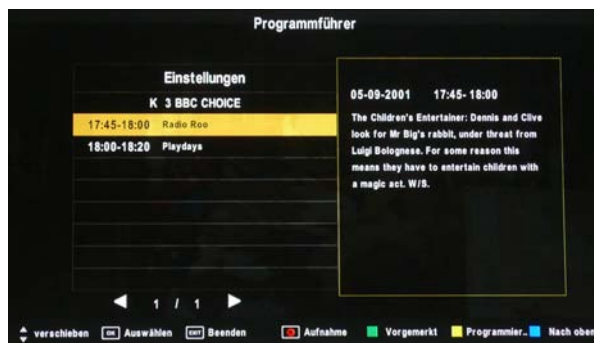 Programmführer
Einstellungen
K 3 BBC CHOICE
17:45-18:00 Radio Roo
18:00-18:20 Playdays
1 / 1
05-09-2001 17:45-18:00
The Children's Entertainer: Dennis and Clive
look for Mr Big's rabbit, under threat from
Luigi Bolognese. For some reason this
means they have to entertain children with
a magic act. W/S.
verschieben OK Auswählen EXIT Beenden Aufnahme Vorgemerkt Programmier.. Nach oben